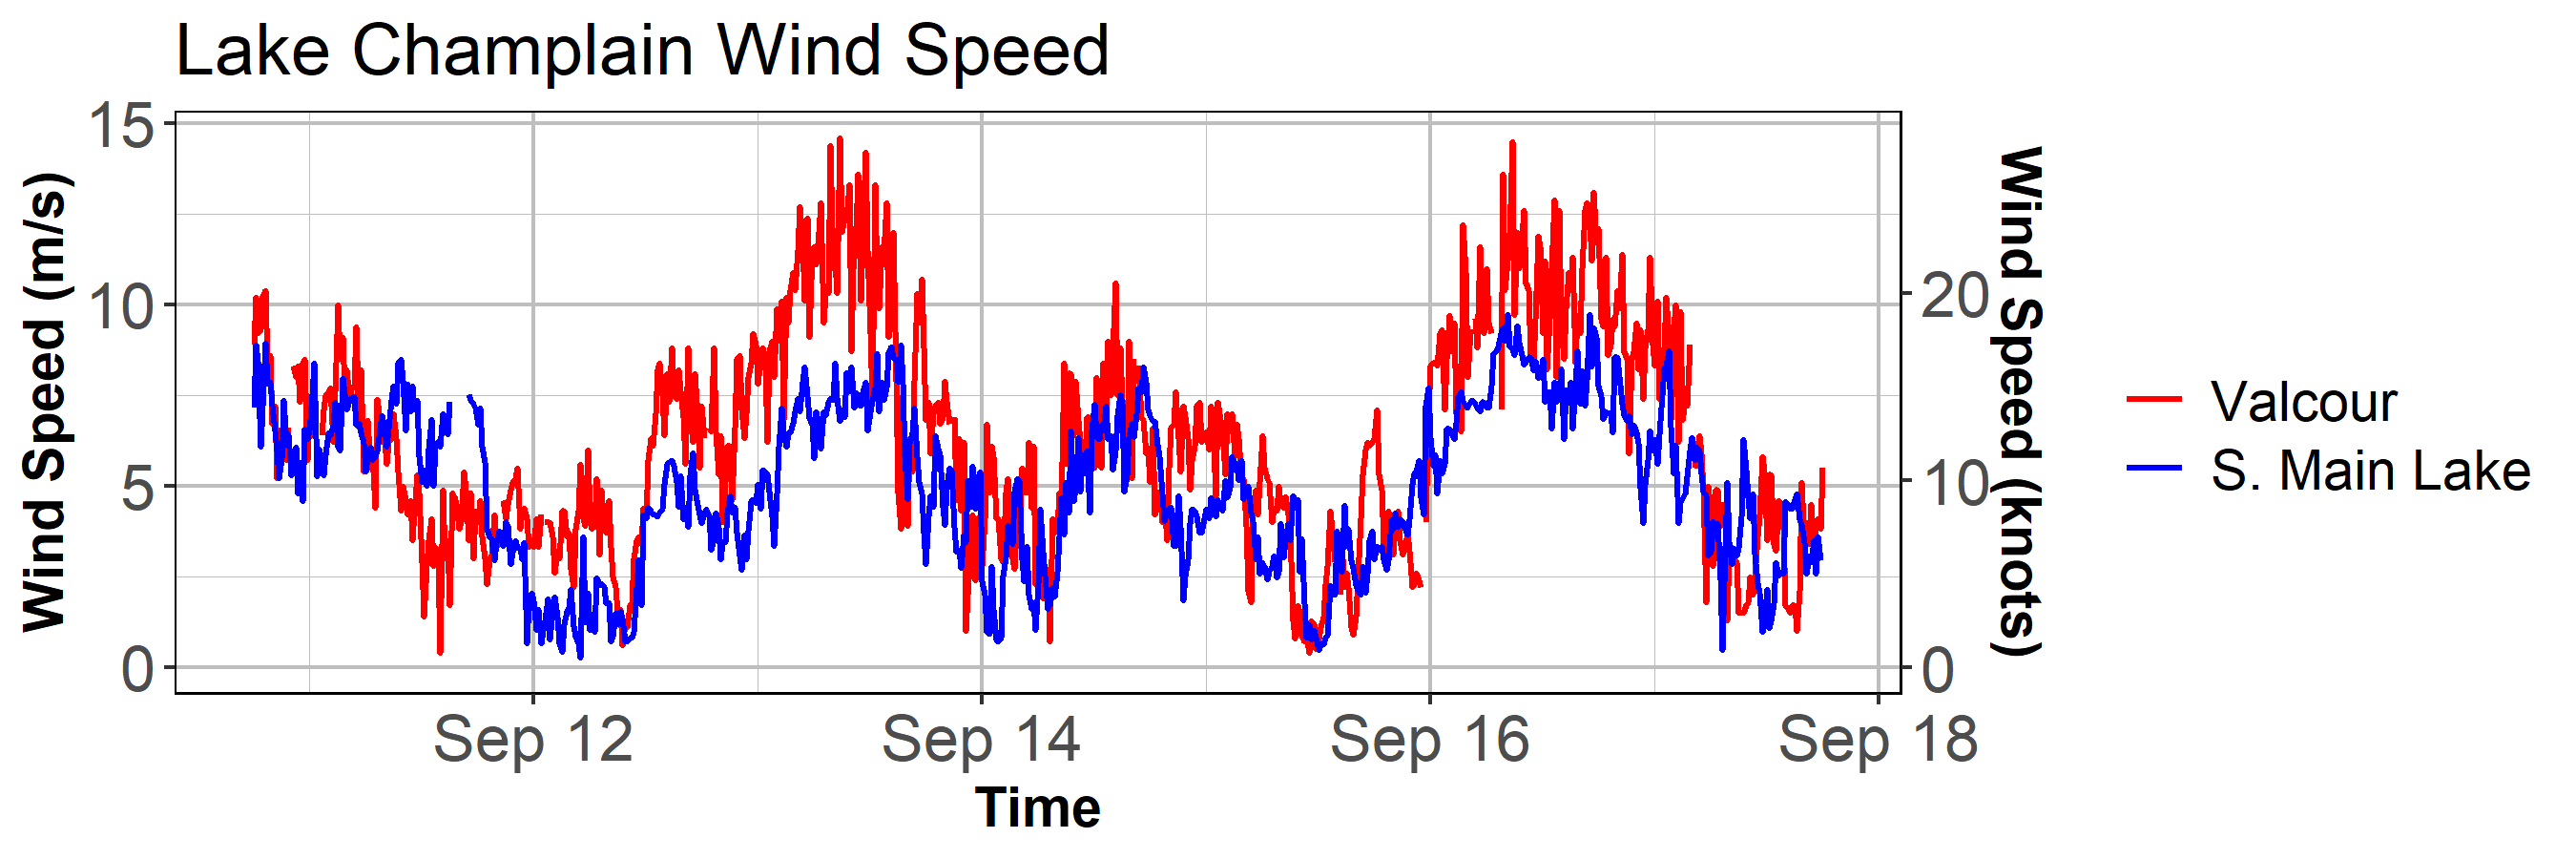 Lake Champlain Wind Speed
Wind Speed (m/s)
15
10
5
0
Sep 12
Sep 14
Sep 16
Sep 18
Time
20
10
0
Wind Speed (knots)
Valcour
S. Main Lake